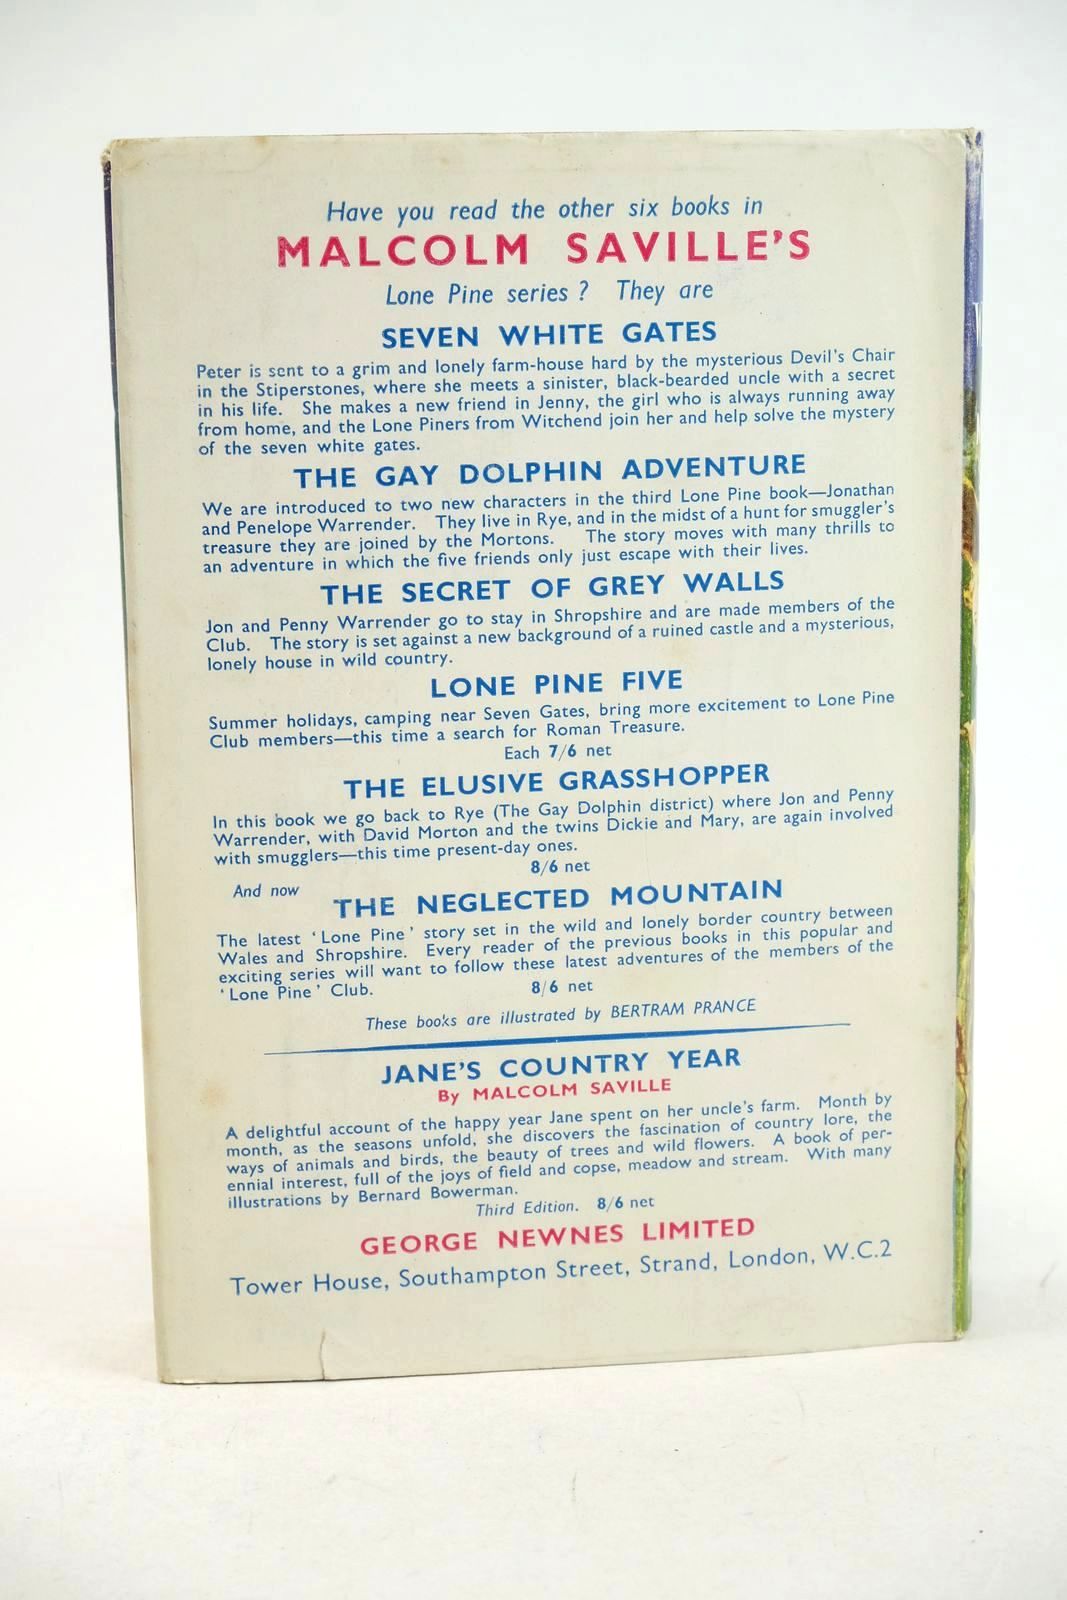 Have you read the other six books in
MALCOLM SAVILLE'S
Lone Pine series? They are
SEVEN WHITE GATES
Peter is sent to a grim and lonely farm-house hard by the mysterious Devil's Chair
in the Stiperstones, where she meets a sinister, black-bearded uncle with a secret
in his life. She makes a new friend in Jenny, the girl who is always running away
from home, and the Lone Piners from Witchend join her and help solve the mystery
of the seven white gates.
THE GAY DOLPHIN ADVENTURE
We are introduced to two new characters in the third Lone Pine book—Jonathan
and Penelope Warrender. They live in Rye, and in the midst of a hunt for smuggler's
treasure they are joined by the Mortons. The story moves with many thrills to
an adventure in which the five friends only just escape with their lives.
THE SECRET OF GREY WALLS
Jon and Penny Warrender go to stay in Shropshire and are made members of the
Club. The story is set against a new background of a ruined castle and a mysterious,
lonely house in wild country.
LONE PINE FIVE
Summer holidays, camping near Seven Gates, bring more excitement to Lone Pine
Club members—this time a search for Roman Treasure.
Each 7/6 net
THE ELUSIVE GRASSHOPPER
In this book we go back to Rye (The Gay Dolphin district) where Jon and Penny
Warrender, with David Morton and the twins Dickie and Mary, are again involved
with smugglers—this time present-day ones.
8/6 net
And now
THE NEGLECTED MOUNTAIN
The latest 'Lone Pine' story set in the wild and lonely border country between
Wales and Shropshire. Every reader of the previous books in this popular and
exciting series will want to follow these latest adventures of the members of the
'Lone Pine' Club. 8/6 net
These books are illustrated by BERTRAM PRANCE
JANE'S COUNTRY YEAR
By MALCOLM SAVILLE
A delightful account of the happy year Jane spent on her uncle's farm. Month by
month, as the seasons unfold, she discovers the fascination of country lore, the
ways of animals and birds, the beauty of trees and wild flowers. A book of per-
ennial interest, full of the joys of field and copse, meadow and stream. With many
illustrations by Bernard Bowerman.
Third Edition. 8/6 net
GEORGE NEWNES LIMITED
Tower House, Southampton Street, Strand, London, W.C.2